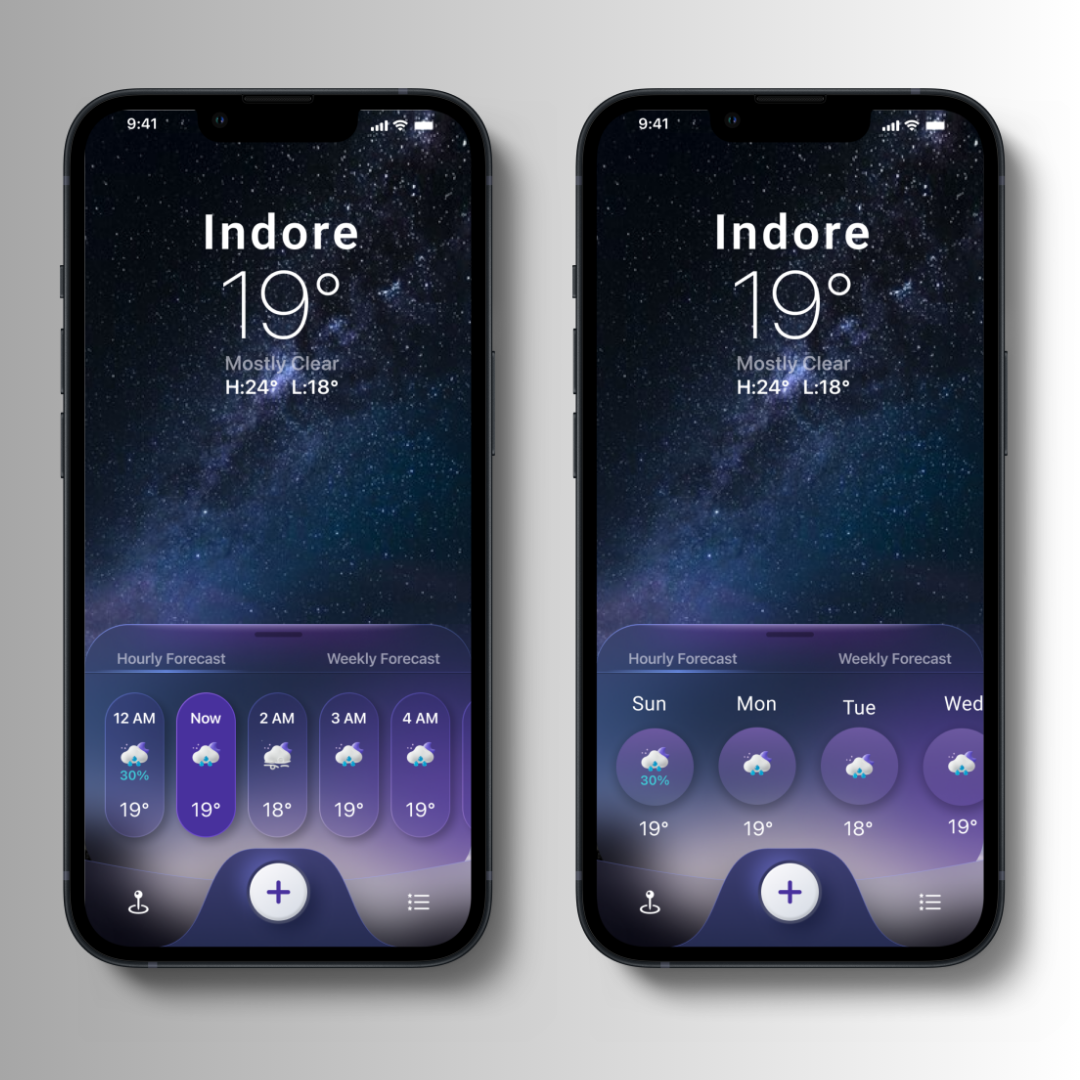 9:41
Indore
19°
Mostly Clear
H:24° L:18°
Hourly Forecast Weekly Forecast
12 AM Now 2 AM 3 AM 4 AM
30%
19° 19° 18° 19° 19°
9:41
Indore
19°
Mostly Clear
H:24° L:18°
Hourly Forecast Weekly Forecast
Sun Mon Tue Wed
30%
19° 19° 18° 19°